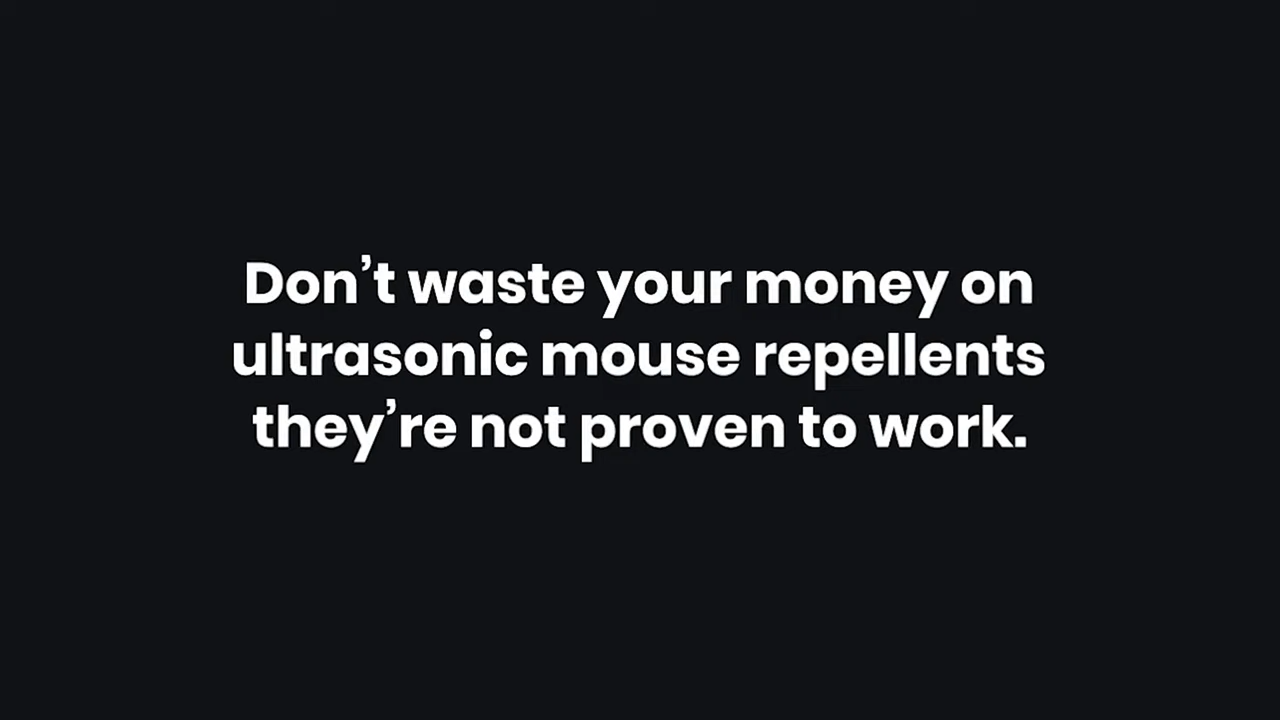 Don’t waste your money on
ultrasonic mouse repellents
they’re not proven to work.